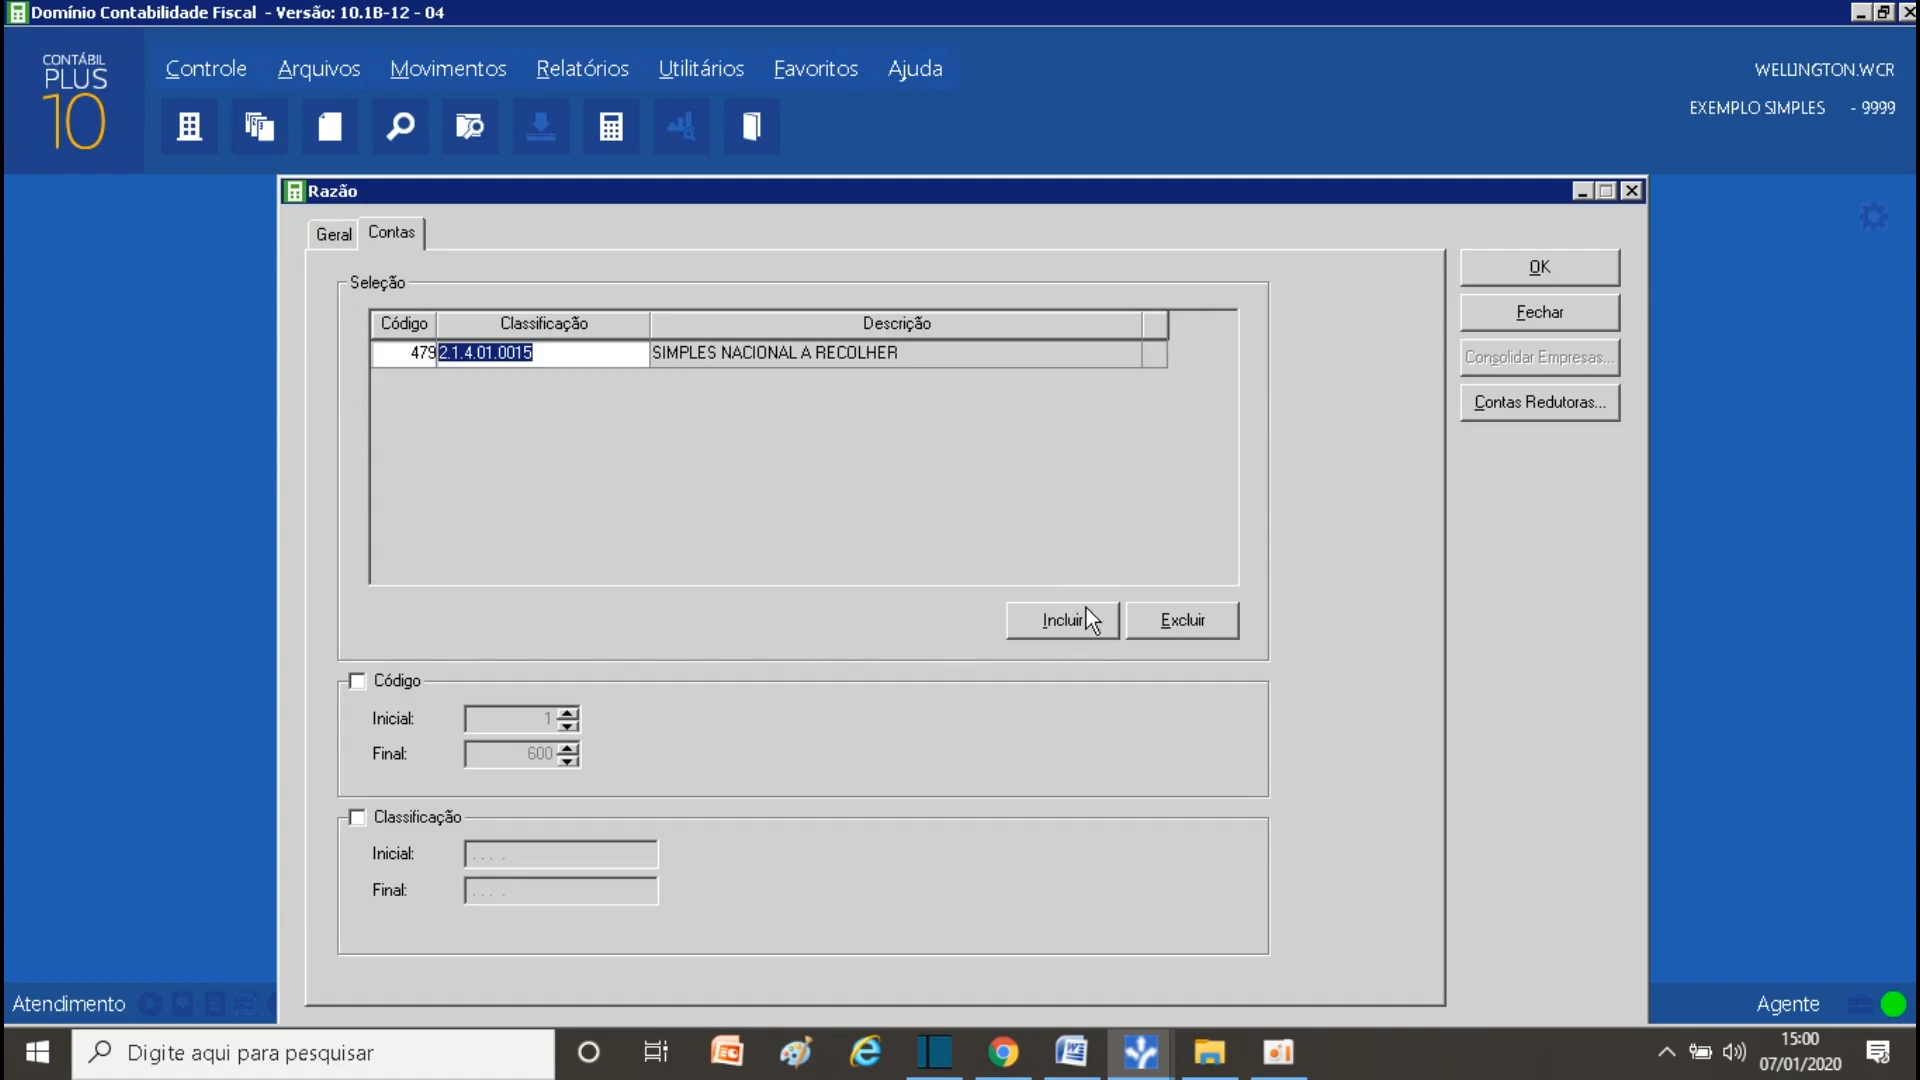 Domínio Contabilidade Fiscal - Versão: 10.1B-12 - 04
CONTÁBIL
PLUS
10
Controle Arquivos Movimentos Relatórios Utilitários Favoritos Ajuda
WELLINGTON.WCR
EXEMPLO SIMPLES - 9999
Razão
Geral Contas
Seleção
Código Classificação Descrição
479 2.1.4.01.0015 SIMPLES NACIONAL A RECOLHER
OK
Fechar
Consolidar Empresas...
Contas Redutoras...
Incluir Excluir
Código
Inicial: 1
Final: 600
Classificação
Inicial: . . . .
Final: . . . .
Atendimento
Agente
Digite aqui para pesquisar
15:00
07/01/2020